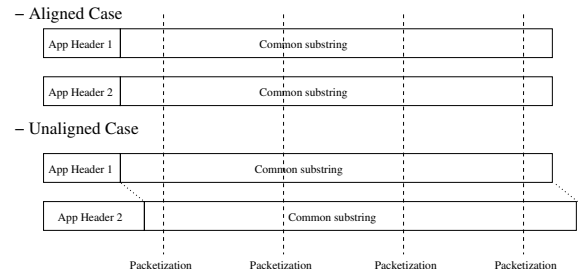 – Aligned Case
App Header 1 Common substring
App Header 2 Common substring
– Unaligned Case
App Header 1 Common substring
App Header 2 Common substring
Packetization Packetization Packetization Packetization